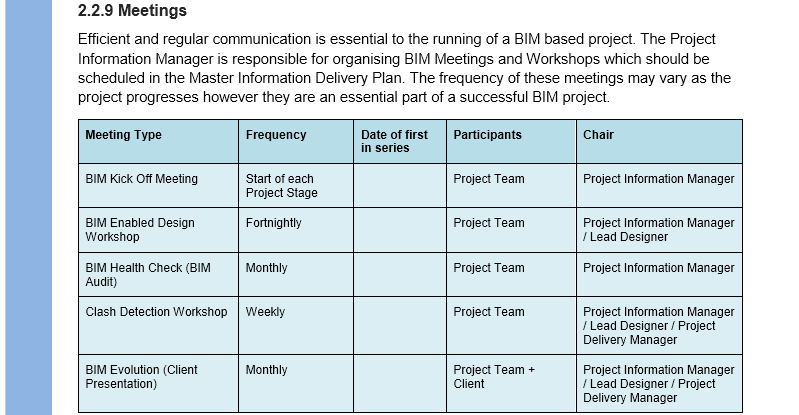 2.2.9 Meetings
Efficient and regular communication is essential to the running of a BIM based project. The Project
Information Manager is responsible for organising BIM Meetings and Workshops which should be
scheduled in the Master Information Delivery Plan. The frequency of these meetings may vary as the
project progresses however they are an essential part of a successful BIM project.
Meeting Type
Frequency
Date of first
in series
Participants
Chair
BIM Kick Off Meeting
Start of each
Project Stage
Project Team
Project Information Manager
BIM Enabled Design
Workshop
Fortnightly
Project Team
Project Information Manager
/ Lead Designer
BIM Health Check (BIM
Audit)
Monthly
Project Team
Project Information Manager
Clash Detection Workshop
Weekly
Project Team
Project Information Manager
/ Lead Designer / Project
Delivery Manager
BIM Evolution (Client
Presentation)
Monthly
Project Team +
Client
Project Information Manager
/ Lead Designer / Project
Delivery Manager